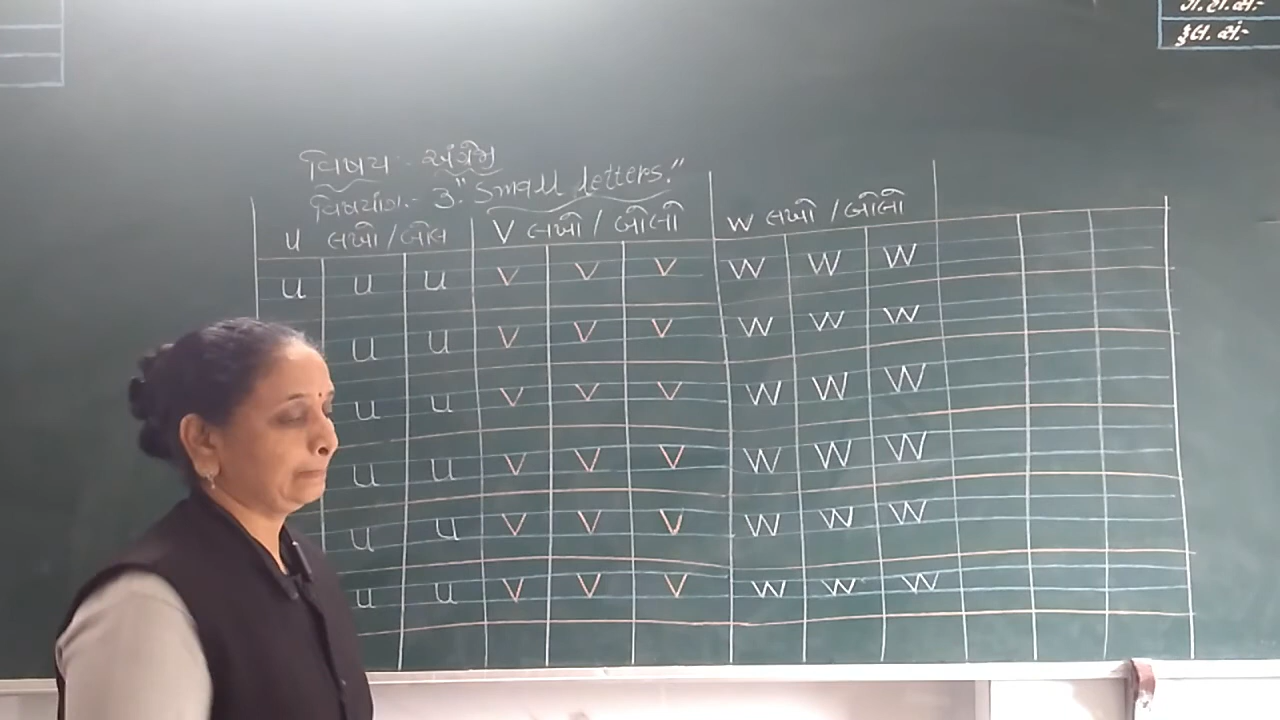 ગ.હા.સં:-
કુલ. સં:-
વિષય :- અંગ્રેજી
વિષયાંગ:- 3." Small letters."
u લખો / બોલ V લખો / બોલો W લખો / બોલો
u u u v v v W W W
u u v v v W W W
u u v v v W W W
u u v v v W W W
u u v v v W W W
u u v v v W W W